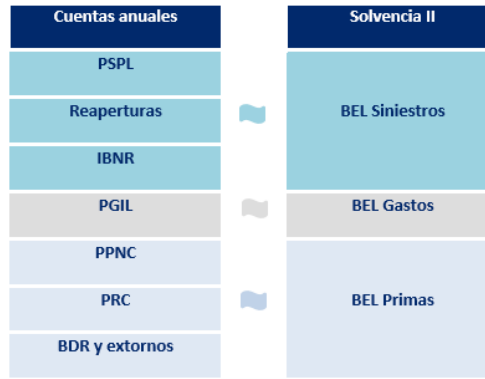 Cuentas anuales
Solvencia II
PSPL
Reaperturas
IBNR
BEL Siniestros
PGIL
BEL Gastos
PPNC
PRC
BDR y extornos
BEL Primas